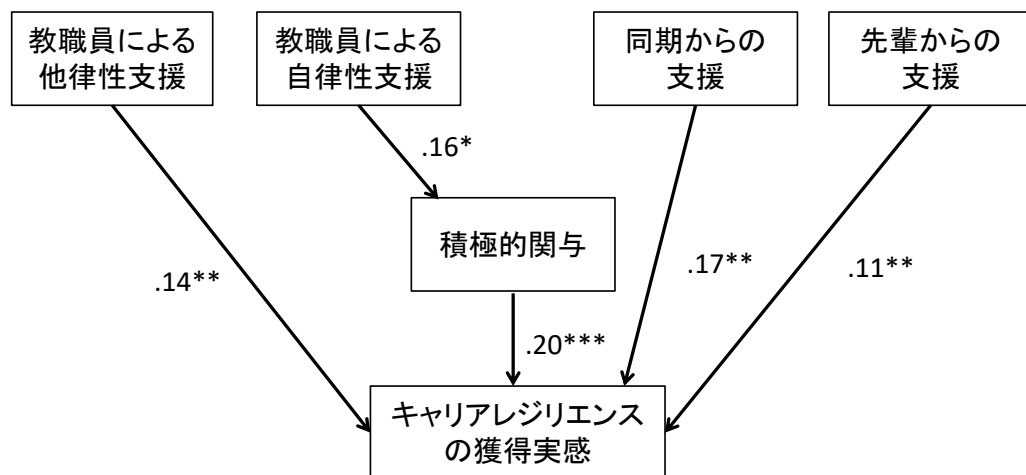 教職員による
他律性支援
教職員による
自律性支援
同期からの
支援
先輩からの
支援
.16*
積極的関与
.14**
.17**
.11**
.20***
キャリアレジリエンス
の獲得実感